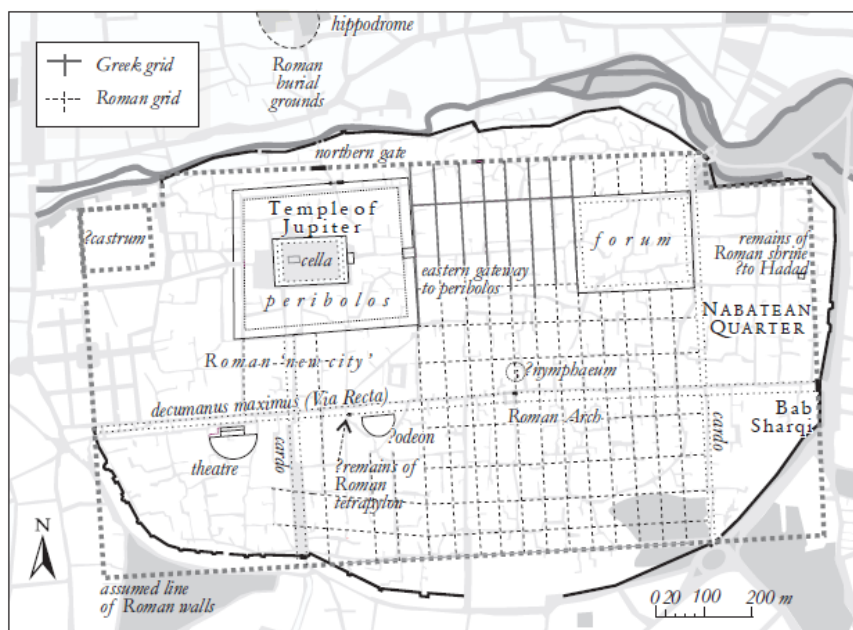 hippodrome
Greek grid
Roman grid
Roman
burial
grounds
northern gate
Temple of
Jupiter
?castrum
cella
forum
remains of
Roman shrine
?to Hadad
eastern gateway
to peribolos
peribolos
NABATEAN
QUARTER
Roman 'new city'
?nymphaeum
decumanus maximus (Via Recta)
Roman Arch
Bab
Sharqi
?odeon
theatre
cardo
cardo
?remains of
Roman
tetrapylon
N
assumed line
of Roman walls
0 20 100 200 m